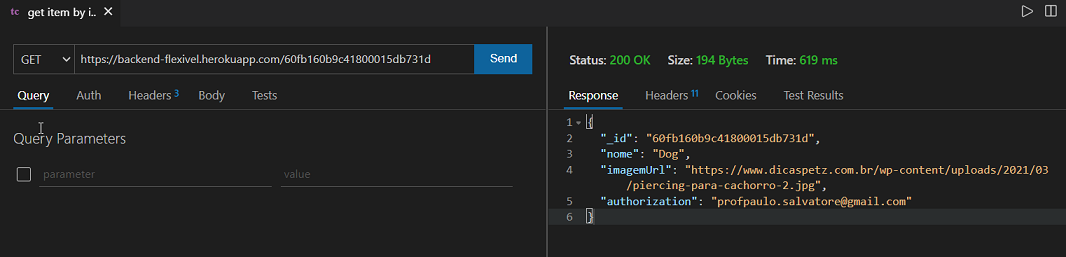 tc get item by i..
GET https://backend-flexivel.herokuapp.com/60fb160b9c41800015db731d Send
Query Auth Headers 3 Body Tests
Query Parameters
parameter value
Status: 200 OK Size: 194 Bytes Time: 619 ms
Response Headers 11 Cookies Test Results
1 {
2 "_id": "60fb160b9c41800015db731d",
3 "nome": "Dog",
4 "imagemUrl": "https://www.dicaspetz.com.br/wp-content/uploads/2021/03
/piercing-para-cachorro-2.jpg",
5 "authorization": "profpaulo.salvatore@gmail.com"
6 }